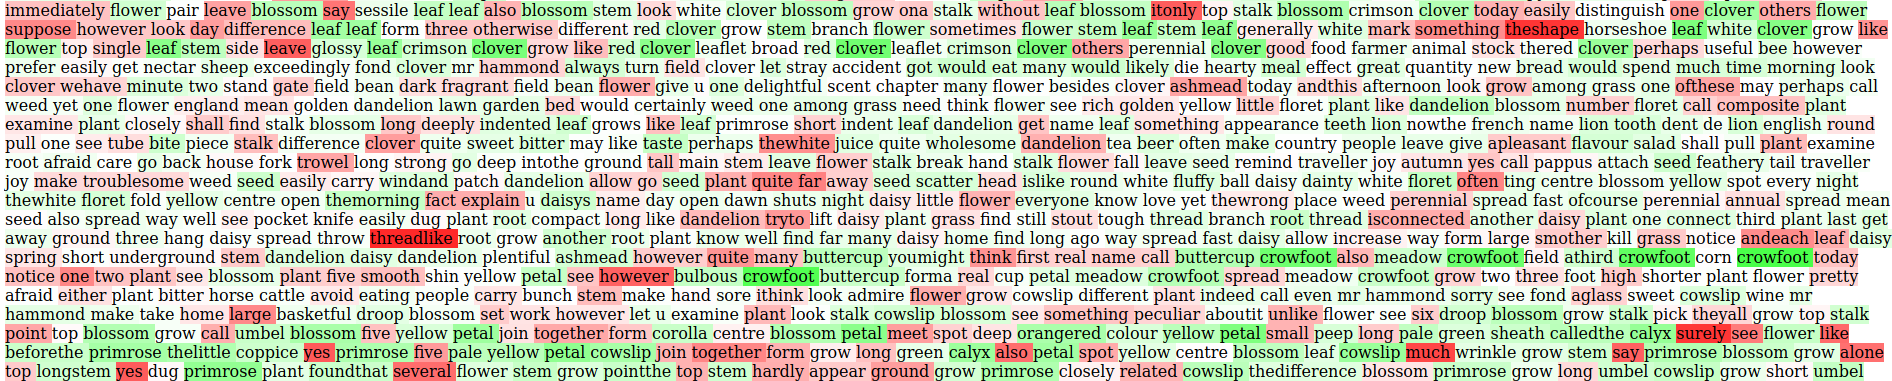 immediately flower pair leave blossom say sessile leaf leaf also blossom stem look white clover blossom grow ona stalk without leaf blossom itonly top stalk blossom crimson clover today easily distinguish one clover others flower
suppose however look day difference leaf leaf form three otherwise different red clover grow stem branch flower sometimes flower stem leaf stem leaf generally white mark something theshape horseshoe leaf white clover grow like
flower top single leaf stem side leave glossy leaf crimson clover grow like red clover leaflet broad red clover leaflet crimson clover others perennial clover good food farmer animal stock thered clover perhaps useful bee however
prefer easily get nectar sheep exceedingly fond clover mr hammond always turn field clover let stray accident got would eat many would likely die hearty meal effect great quantity new bread would spend much time morning look
clover wehave minute two stand gate field bean dark fragrant field bean flower give u one delightful scent chapter many flower besides clover ashmead today andthis afternoon look grow among grass one ofthese may perhaps call
weed yet one flower england mean golden dandelion lawn garden bed would certainly weed one among grass need think flower see rich golden yellow little floret plant like dandelion blossom number floret call composite plant
examine plant closely shall find stalk blossom long deeply indented leaf grows like leaf primrose short indent leaf dandelion get name leaf something appearance teeth lion nowthe french name lion tooth dent de lion english round
pull one see tube bite piece stalk difference clover quite sweet bitter may like taste perhaps thewhite juice quite wholesome dandelion tea beer often make country people leave give apleasant flavour salad shall pull plant examine
root afraid care go back house fork trowel long strong go deep intothe ground tall main stem leave flower stalk break hand stalk flower fall leave seed remind traveller joy autumn yes call pappus attach seed feathery tail traveller
joy make troublesome weed seed easily carry windand patch dandelion allow go seed plant quite far away seed scatter head islike round white fluffy ball daisy dainty white floret often ting centre blossom yellow spot every night
thewhite floret fold yellow centre open themorning fact explain u daisys name day open dawn shuts night daisy little flower everyone know love yet thewrong place weed perennial spread fast ofcourse perennial annual spread mean
seed also spread way well see pocket knife easily dug plant root compact long like dandelion tryto lift daisy plant grass find still stout tough thread branch root thread isconnected another daisy plant one connect third plant last get
away ground three hang daisy spread throw threadlike root grow another root plant know well find far many daisy home find long ago way spread fast daisy allow increase way form large smother kill grass notice andeach leaf daisy
spring short underground stem dandelion daisy dandelion plentiful ashmead however quite many buttercup youmight think first real name call buttercup crowfoot also meadow crowfoot field athird crowfoot corn crowfoot today
notice one two plant see blossom plant five smooth shin yellow petal see however bulbous crowfoot buttercup forma real cup petal meadow crowfoot spread meadow crowfoot grow two three foot high shorter plant flower pretty
afraid either plant bitter horse cattle avoid eating people carry bunch stem make hand sore ithink look admire flower grow cowslip different plant indeed call even mr hammond sorry see fond aglass sweet cowslip wine mr
hammond make take home large basketful droop blossom set work however let u examine plant look stalk cowslip blossom see something peculiar aboutit unlike flower see six droop blossom grow stalk pick theyall grow top stalk
point top blossom grow call umbel blossom five yellow petal join together form corolla centre blossom petal meet spot deep orangered colour yellow petal small peep long pale green sheath calledthe calyx surely see flower like
beforethe primrose thelittle coppice yes primrose five pale yellow petal cowslip join together form grow long green calyx also petal spot yellow centre blossom leaf cowslip much wrinkle grow stem say primrose blossom grow alone
top longstem yes dug primrose plant foundthat several flower stem grow pointthe top stem hardly appear ground grow primrose closely related cowslip thedifference blossom primrose grow long umbel cowslip grow short umbel